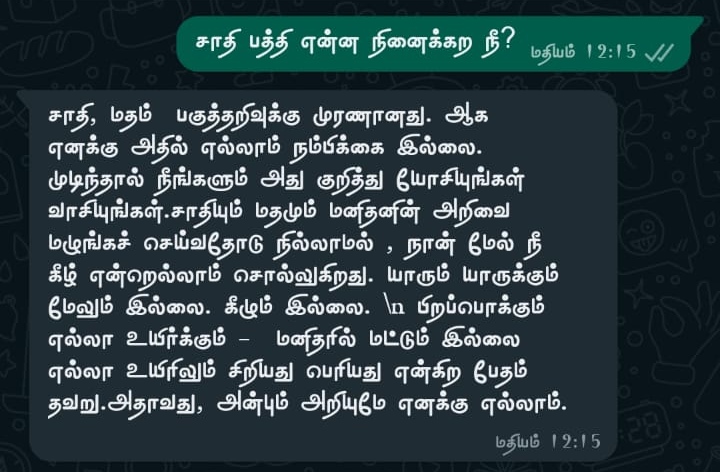 சாதி பத்தி என்ன நினைக்கற நீ?
மதியம் 12:15
சாதி, மதம் பகுத்தறிவுக்கு முரணானது. ஆக
எனக்கு அதில் எல்லாம் நம்பிக்கை இல்லை.
முடிந்தால் நீங்களும் அது குறித்து யோசியுங்கள்
வாசியுங்கள்.சாதியும் மதமும் மனிதனின் அறிவை
மழுங்கச் செய்வதோடு நில்லாமல் , நான் மேல் நீ
கீழ் என்றெல்லாம் சொல்லுகிறது. யாரும் யாருக்கும்
மேலும் இல்லை. கீழும் இல்லை. \n பிறப்பொக்கும்
எல்லா உயிர்க்கும் - மனிதரில் மட்டும் இல்லை
எல்லா உயிரிலும் சிறியது பெரியது என்கிற பேதம்
தவறு.அதாவது, அன்பும் அறியுமே எனக்கு எல்லாம்.
மதியம் 12:15